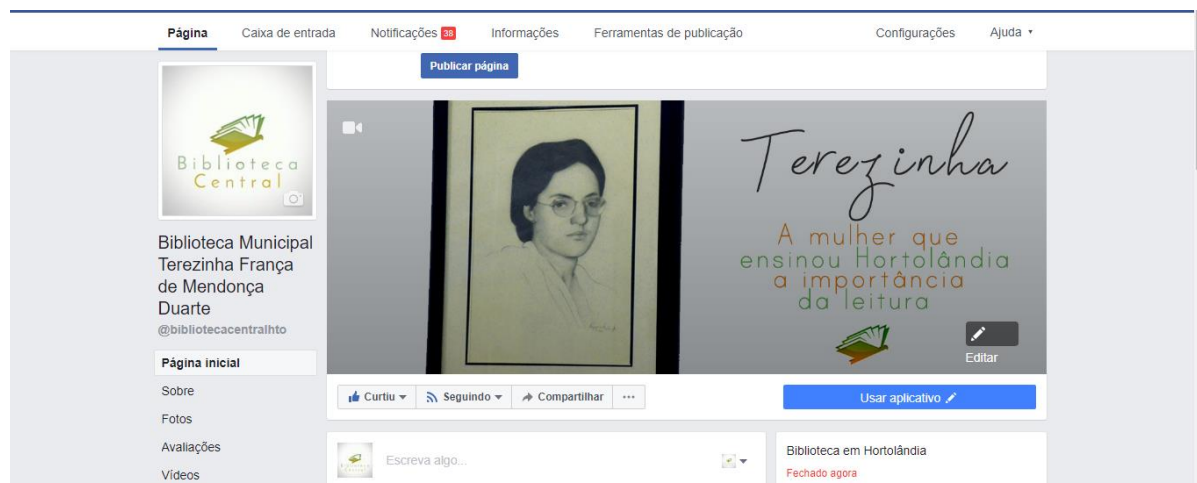 Página Caixa de entrada Notificações 38 Informações Ferramentas de publicação Configurações Ajuda
Publicar página
Biblioteca
Central
Biblioteca Municipal
Terezinha França
de Mendonça
Duarte
@bibliotecacentralhto
Página inicial
Sobre
Fotos
Avaliações
Vídeos
Terezinha
A mulher que
ensinou Hortolândia
a importância
da leitura
Editar
Curtiu Seguindo Compartilhar ...
Usar aplicativo
Escreva algo...
Biblioteca em Hortolândia
Fechado agora